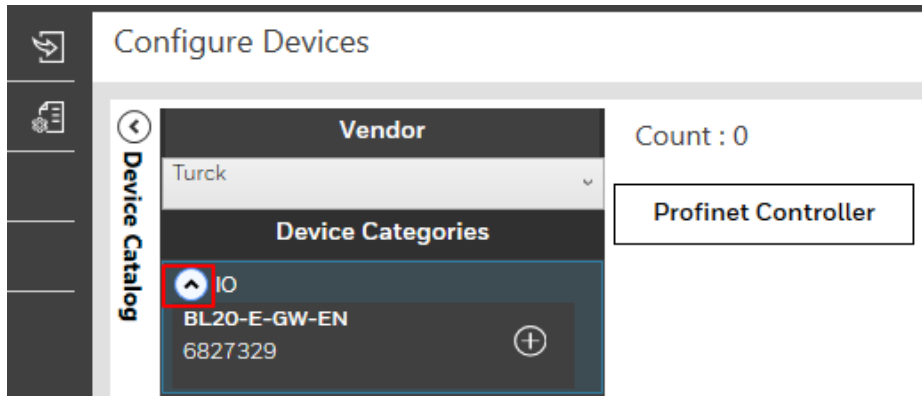 Configure Devices
Device Catalog
Vendor
Turck
Device Categories
IO
BL20-E-GW-EN
6827329
Count : 0
Profinet Controller